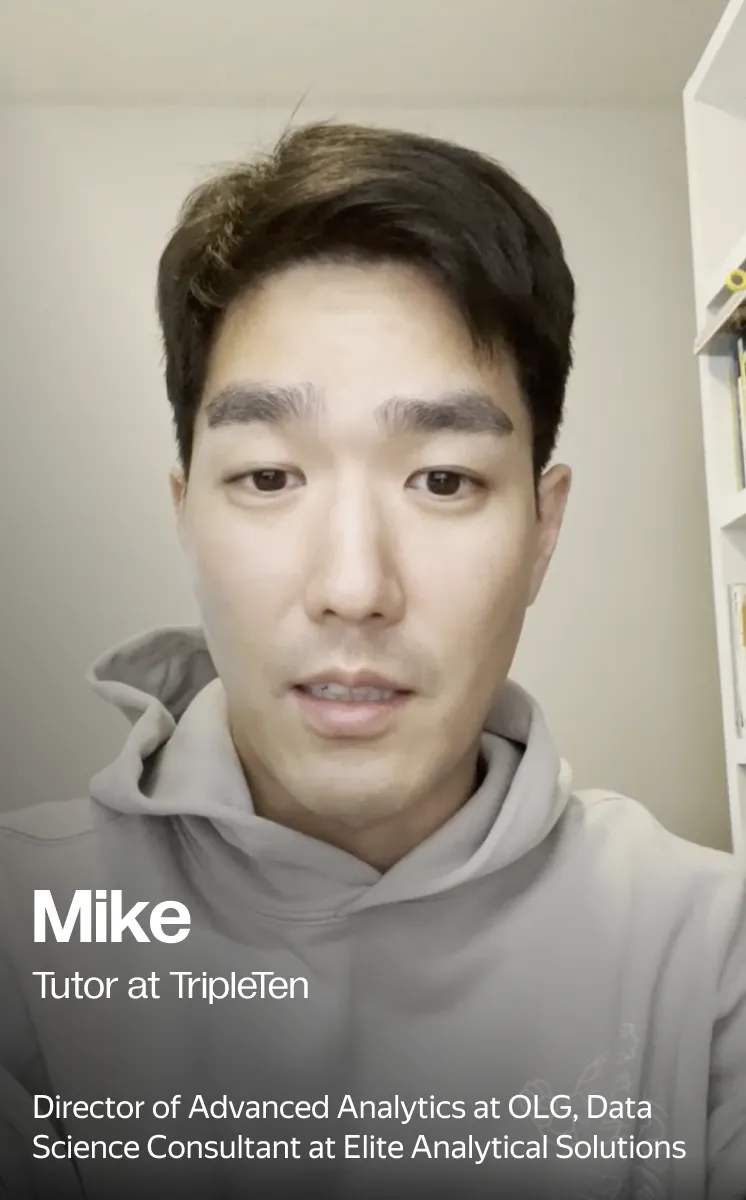 Mike
Tutor at TripleTen
Director of Advanced Analytics at OLG, Data
Science Consultant at Elite Analytical Solutions